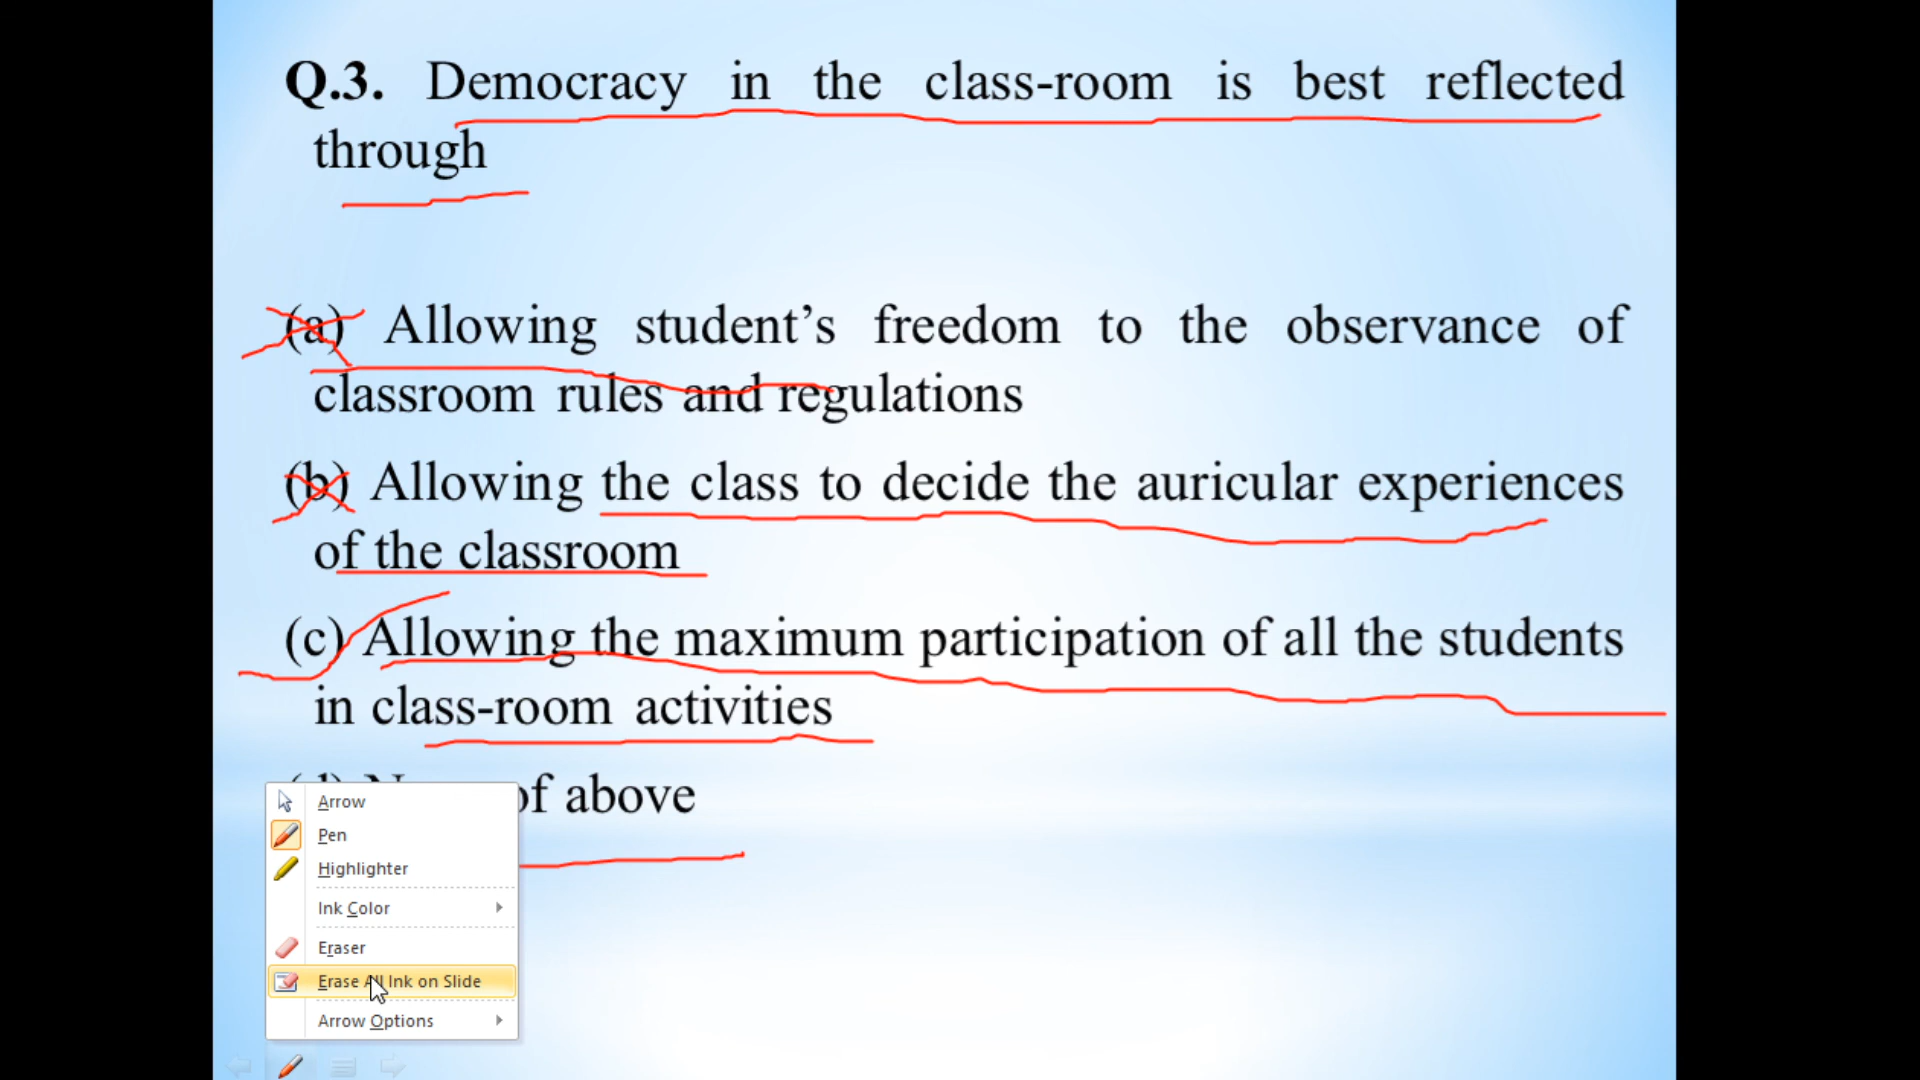 Q.3. Democracy in the class-room is best reflected
through
(a) Allowing student’s freedom to the observance of
classroom rules and regulations
(b) Allowing the class to decide the auricular experiences
of the classroom
(c) Allowing the maximum participation of all the students
in class-room activities
of above
Arrow
Pen
Highlighter
Ink Color
Eraser
Erase All Ink on Slide
Arrow Options